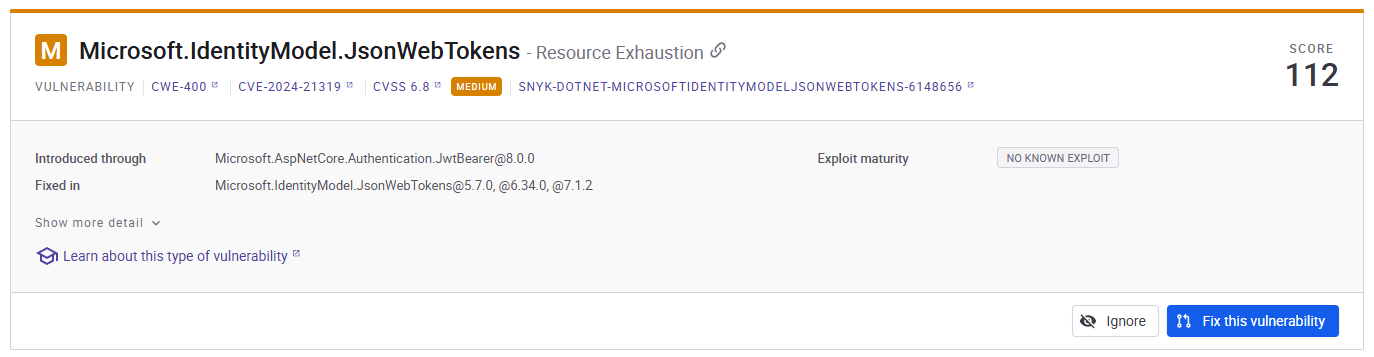 M Microsoft.IdentityModel.JsonWebTokens - Resource Exhaustion
SCORE
112
VULNERABILITY CWE-400 CVE-2024-21319 CVSS 6.8 MEDIUM SNYK-DOTNET-MICROSOFTIDENTITYMODELJSONWEBTOKENS-6148656
Introduced through Microsoft.AspNetCore.Authentication.JwtBearer@8.0.0 Exploit maturity NO KNOWN EXPLOIT
Fixed in Microsoft.IdentityModel.JsonWebTokens@5.7.0, @6.34.0, @7.1.2
Show more detail
Learn about this type of vulnerability
Ignore Fix this vulnerability